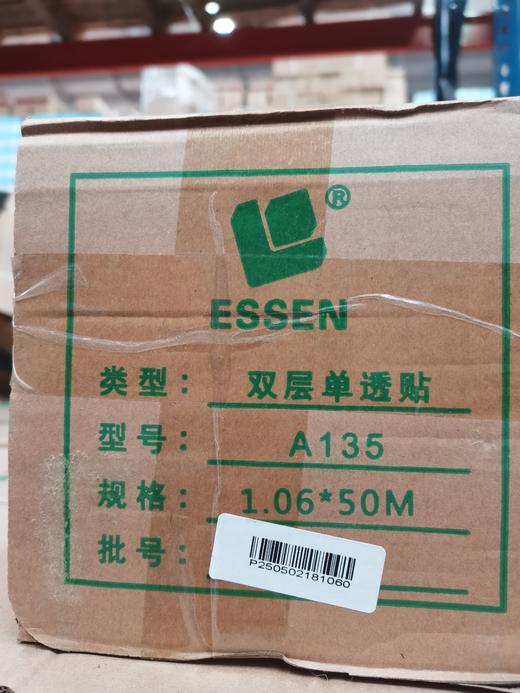 ®
ESSEN
类型： 双层单透贴
型号： A135
规格： 1.06*50M
批号：
P250502181060